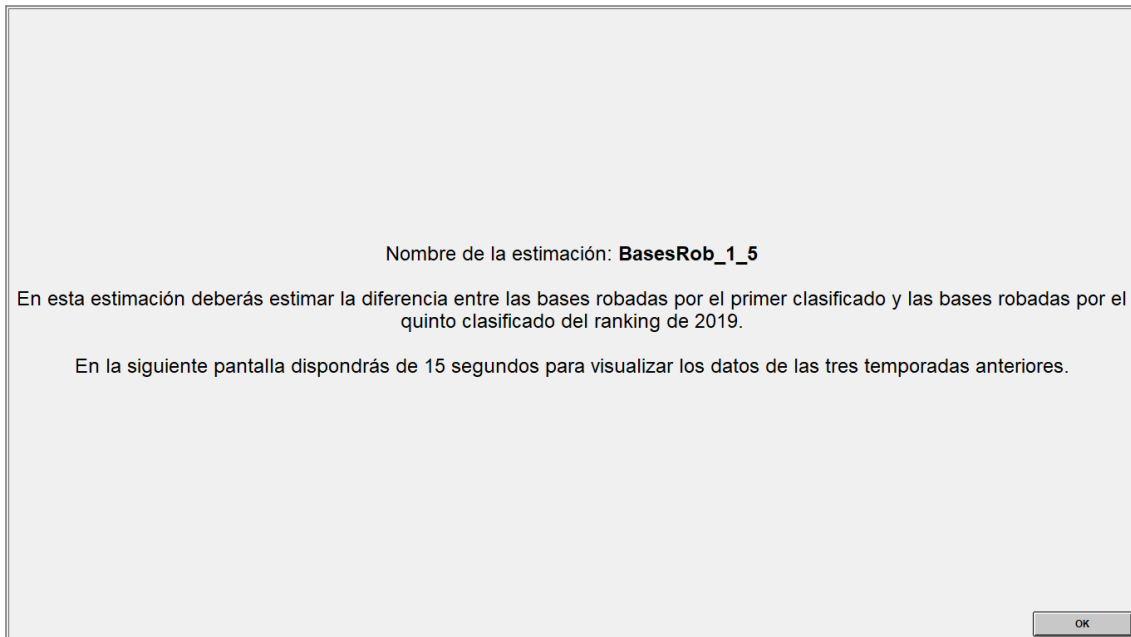 Nombre de la estimación: BasesRob_1_5
En esta estimación deberás estimar la diferencia entre las bases robadas por el primer clasificado y las bases robadas por el
quinto clasificado del ranking de 2019.
En la siguiente pantalla dispondrás de 15 segundos para visualizar los datos de las tres temporadas anteriores.
OK